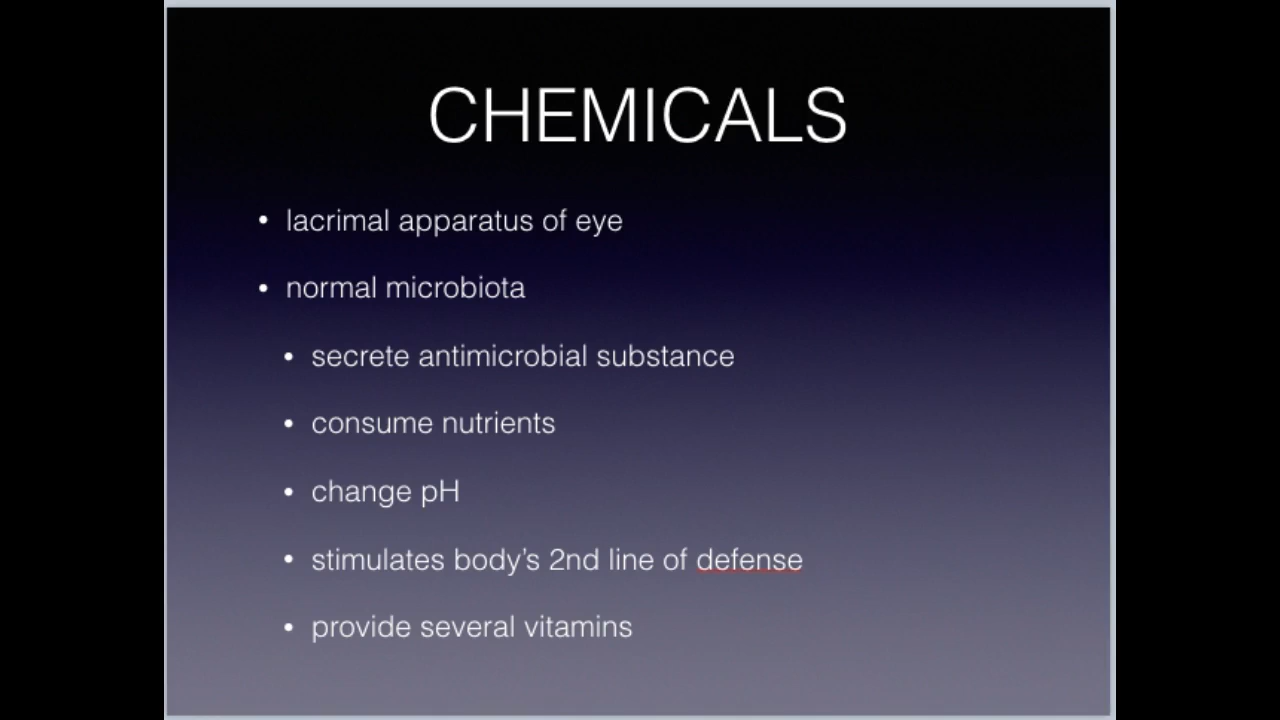 CHEMICALS
• lacrimal apparatus of eye
• normal microbiota
• secrete antimicrobial substance
• consume nutrients
• change pH
• stimulates body’s 2nd line of defense
• provide several vitamins